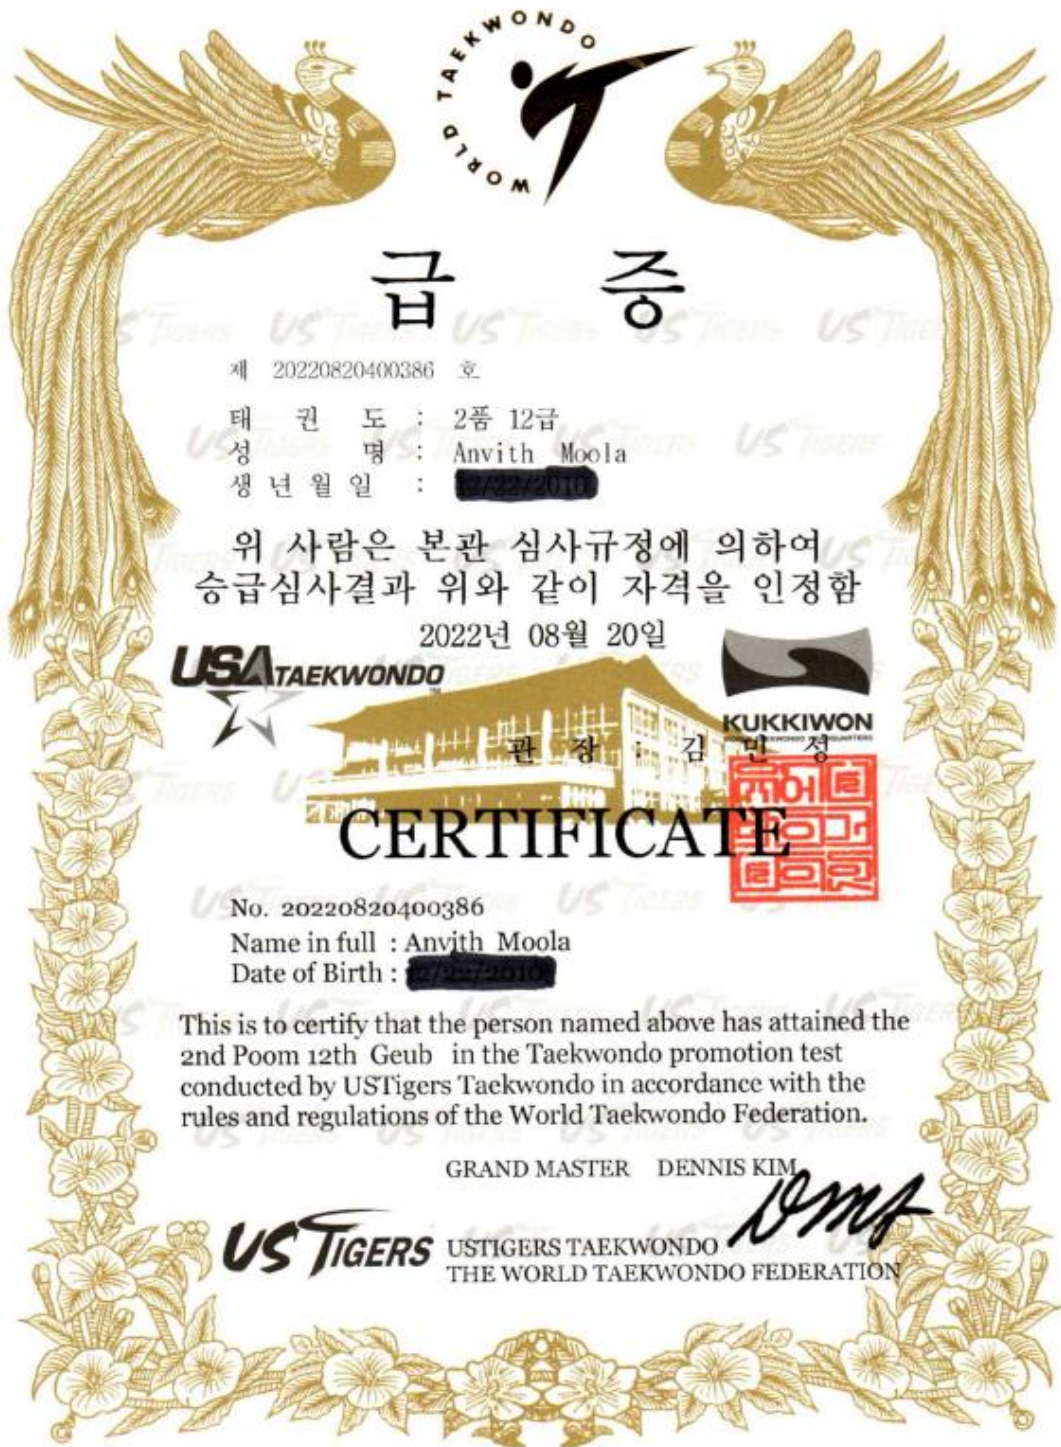 WORLD TAEKWONDO
급 증
제 20220820400386 호
태 권 도 : 2품 12급
성 명 : Anvith Moola
생 년 월 일 :
위 사람은 본관 심사규정에 의하여
승급심사결과 위와 같이 자격을 인정함
2022년 08월 20일
USA TAEKWONDO
KUKKIWON
관 장 : 김 민 성
CERTIFICATE
No. 20220820400386
Name in full : Anvith Moola
Date of Birth :
This is to certify that the person named above has attained the
2nd Poom 12th Geub in the Taekwondo promotion test
conducted by USTigers Taekwondo in accordance with the
rules and regulations of the World Taekwondo Federation.
GRAND MASTER DENNIS KIM
US TIGERS
USTIGERS TAEKWONDO
THE WORLD TAEKWONDO FEDERATION